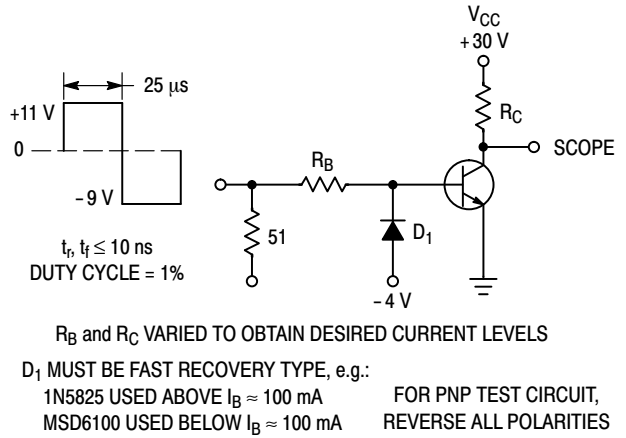 V_CC
+30 V
25 μs
+11 V
R_C
0
SCOPE
R_B
−9 V
51
D_1
t_r, t_f ≤ 10 ns
DUTY CYCLE = 1%
−4 V
R_B and R_C VARIED TO OBTAIN DESIRED CURRENT LEVELS
D_1 MUST BE FAST RECOVERY TYPE, e.g.:
1N5825 USED ABOVE I_B ≈ 100 mA
MSD6100 USED BELOW I_B ≈ 100 mA
FOR PNP TEST CIRCUIT,
REVERSE ALL POLARITIES